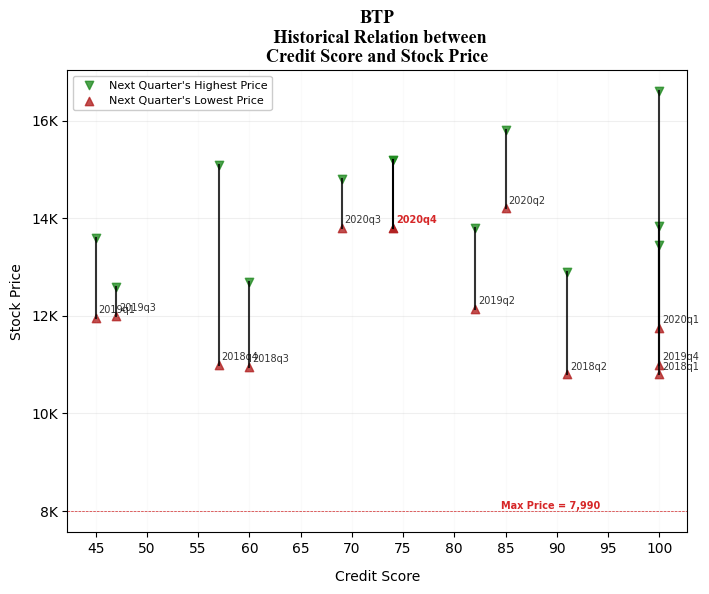 BTP
Historical Relation between
Credit Score and Stock Price
Next Quarter's Highest Price
Next Quarter's Lowest Price
16K
14K
12K
10K
8K
Stock Price
2020q2
2020q3
2020q4
2019q2
2019q1
2019q3
2020q1
2018q4
2018q3
2019q4
2018q2
2018q1
Max Price = 7,990
45 50 55 60 65 70 75 80 85 90 95 100
Credit Score